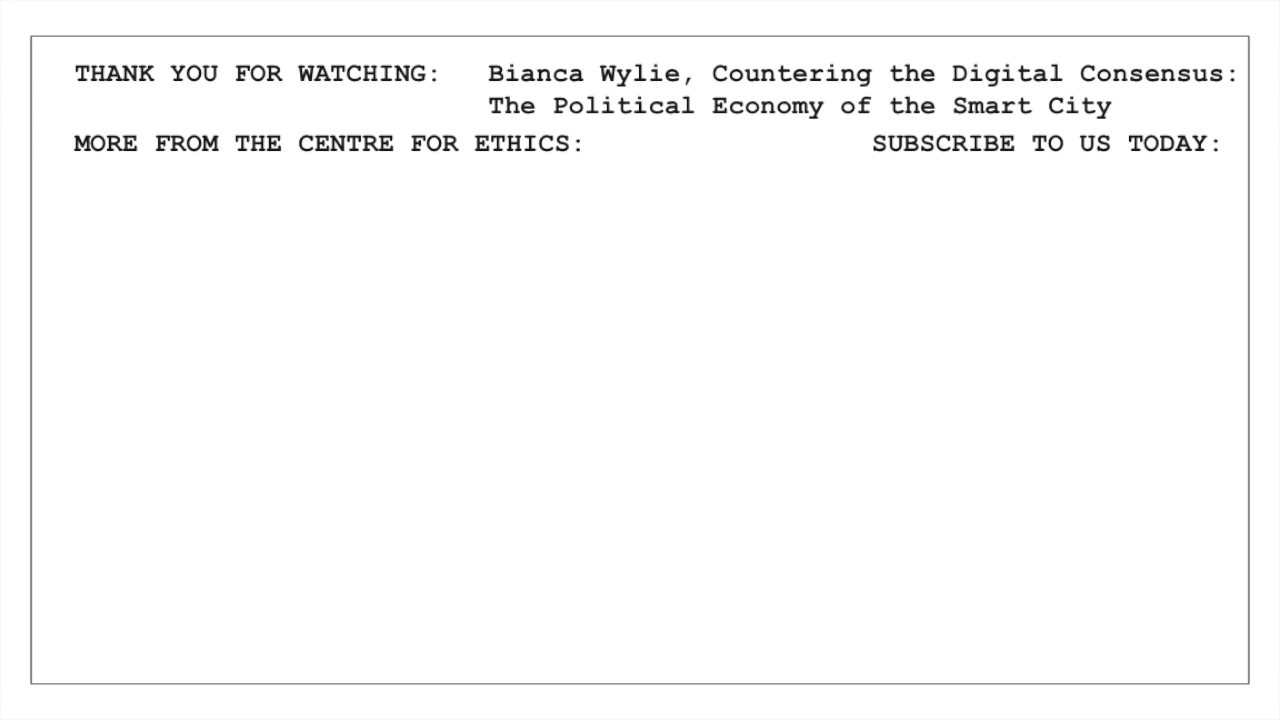 THANK YOU FOR WATCHING: Bianca Wylie, Countering the Digital Consensus:
The Political Economy of the Smart City
MORE FROM THE CENTRE FOR ETHICS: SUBSCRIBE TO US TODAY: